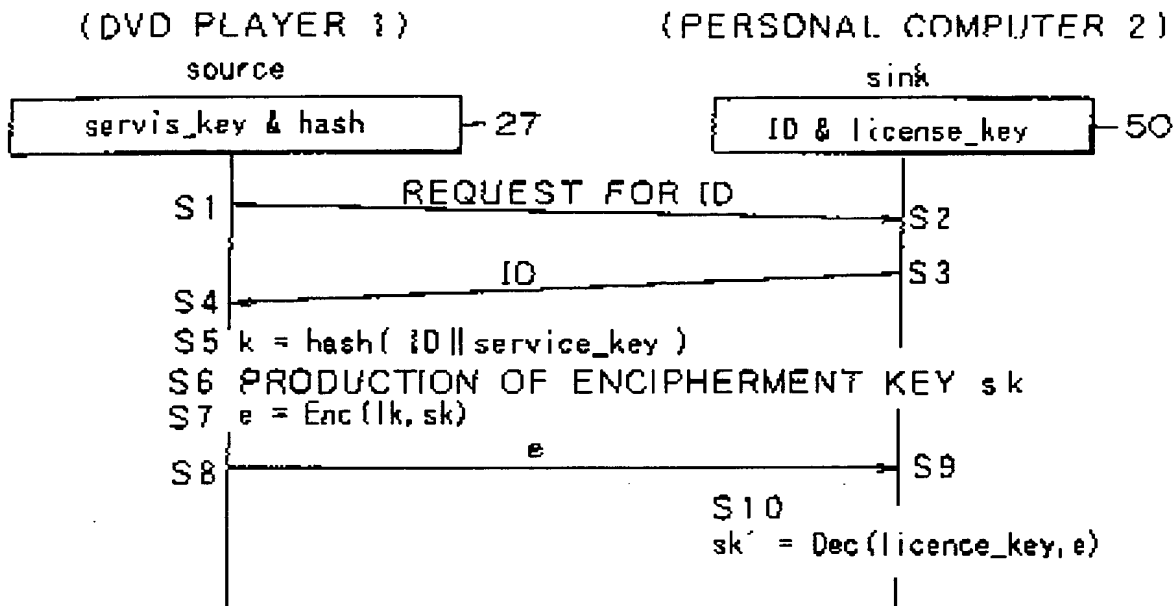 (DVD PLAYER 1)
(PERSONAL COMPUTER 2)
source
sink
servis_key & hash
27
ID & license_key
50
S1
REQUEST FOR ID
S2
ID
S3
S4
S5 k = hash( ID || service_key )
S6 PRODUCTION OF ENCIPHERMENT KEY sk
S7 e = Enc(lk, sk)
e
S8
S9
S10
sk´ = Dec(licence_key, e)